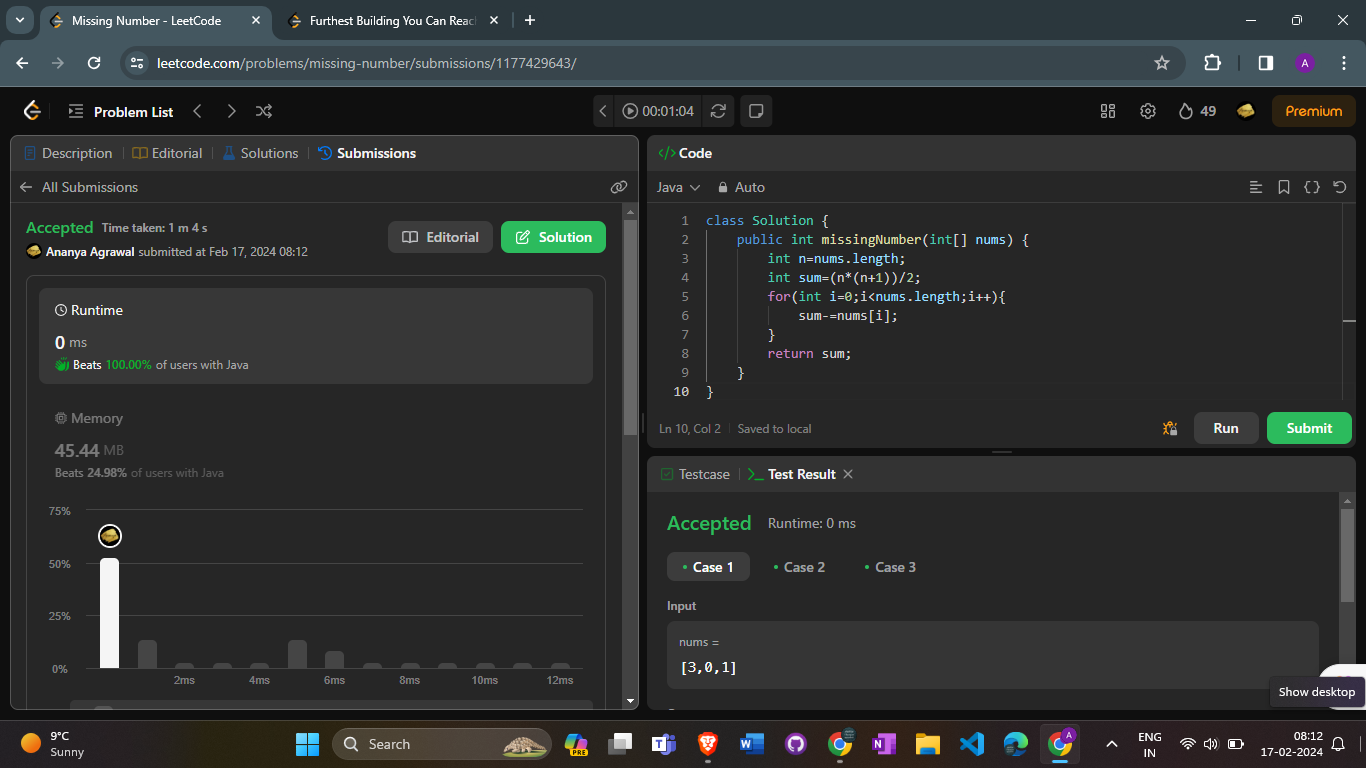 Missing Number - LeetCode
Furthest Building You Can Reac
leetcode.com/problems/missing-number/submissions/1177429643/
A
Problem List
00:01:04
49
Premium
Description
Editorial
Solutions
Submissions
All Submissions
Accepted Time taken: 1 m 4 s
Ananya Agrawal submitted at Feb 17, 2024 08:12
Editorial
Solution
Runtime
0 ms
Beats 100.00% of users with Java
Memory
45.44 MB
Beats 24.98% of users with Java
75%
50%
25%
0%
2ms 4ms 6ms 8ms 10ms 12ms
</> Code
Java
Auto
1 class Solution {
2 public int missingNumber(int[] nums) {
3 int n=nums.length;
4 int sum=(n*(n+1))/2;
5 for(int i=0;i<nums.length;i++){
6 sum-=nums[i];
7 }
8 return sum;
9 }
10 }
Ln 10, Col 2 Saved to local
Run
Submit
Testcase
>_ Test Result
Accepted Runtime: 0 ms
• Case 1 • Case 2 • Case 3
Input
nums =
[3,0,1]
Show desktop
9°C
Sunny
Search
PRE
A
ENG
IN
08:12
17-02-2024